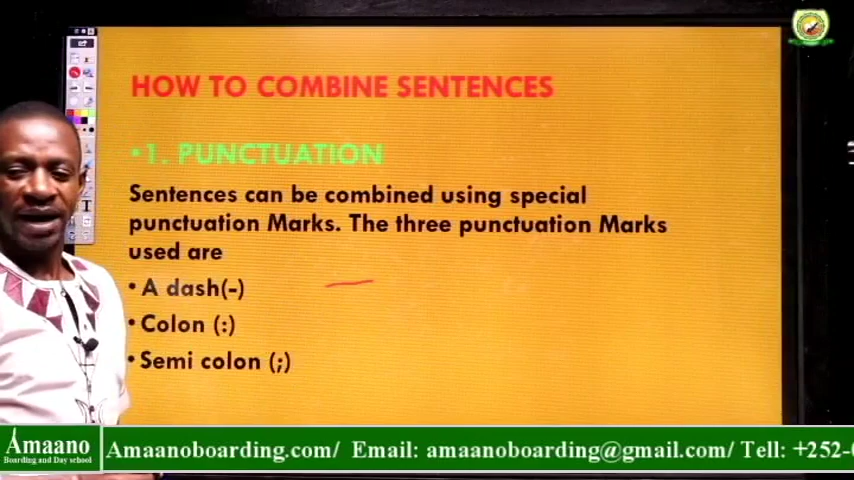 HOW TO COMBINE SENTENCES
•1. PUNCTUATION
Sentences can be combined using special
punctuation Marks. The three punctuation Marks
used are
• A dash(-)
• Colon (:)
• Semi colon (;)
T
Amaano
Boarding and Day school
Amaanoboarding.com/ Email: amaanoboarding@gmail.com/ Tell: +252-